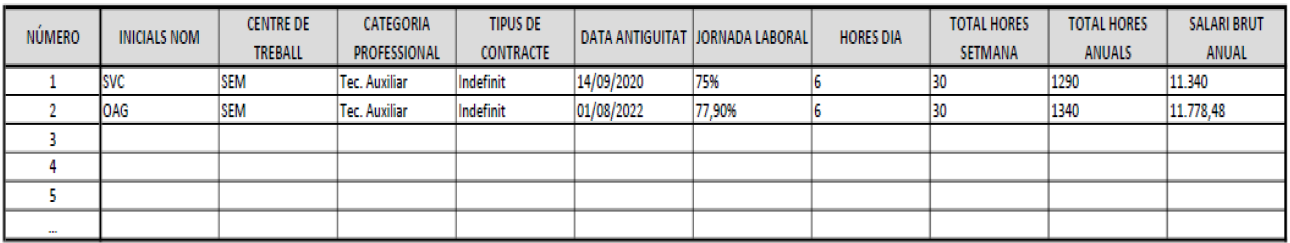 NÚMERO INICIALS NOM CENTRE DE TREBALL CATEGORIA PROFESSIONAL TIPUS DE CONTRACTE DATA ANTIGUITAT JORNADA LABORAL HORES DIA TOTAL HORES SETMANA TOTAL HORES ANUALS SALARI BRUT ANUAL
1 SVC SEM Tec. Auxiliar Indefinit 14/09/2020 75% 6 30 1290 11.340
2 OAG SEM Tec. Auxiliar Indefinit 01/08/2022 77,90% 6 30 1340 11.778,48
3
4
5
...